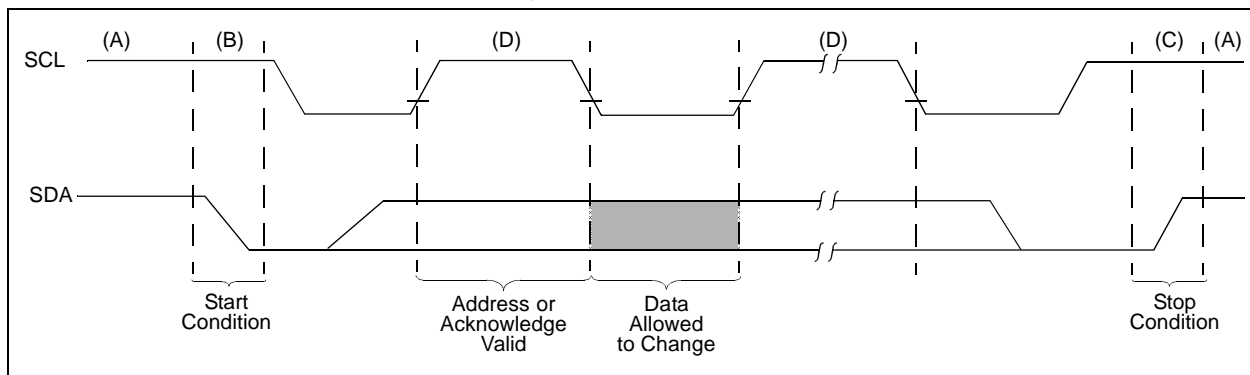 (A) (B) (D) (D) (C) (A)
SCL
SDA
Start
Condition
Address or
Acknowledge
Valid
Data
Allowed
to Change
Stop
Condition